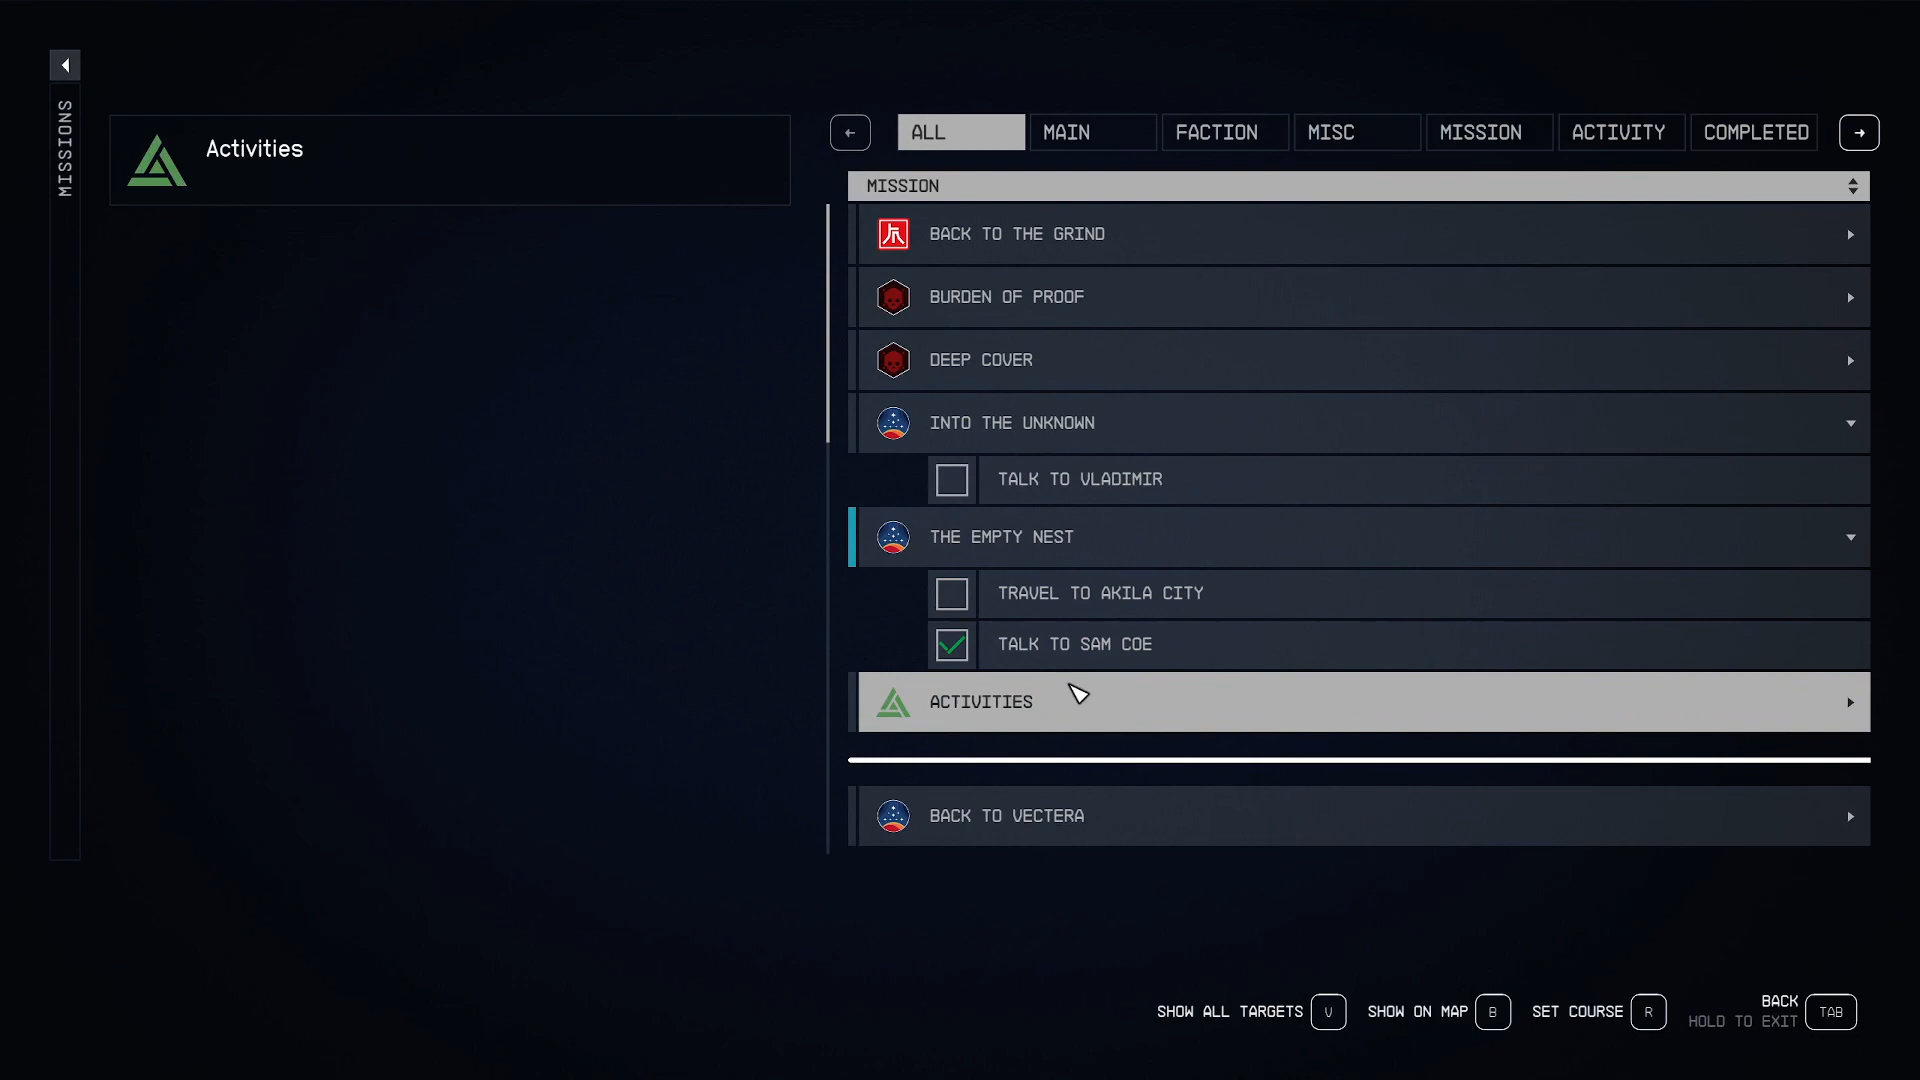 MISSIONS
Activities
ALL
MAIN
FACTION
MISC
MISSION
ACTIVITY
COMPLETED
MISSION
BACK TO THE GRIND
BURDEN OF PROOF
DEEP COVER
INTO THE UNKNOWN
TALK TO VLADIMIR
THE EMPTY NEST
TRAVEL TO AKILA CITY
TALK TO SAM COE
ACTIVITIES
BACK TO VECTERA
SHOW ALL TARGETS V
SHOW ON MAP B
SET COURSE R
BACK
HOLD TO EXIT
TAB